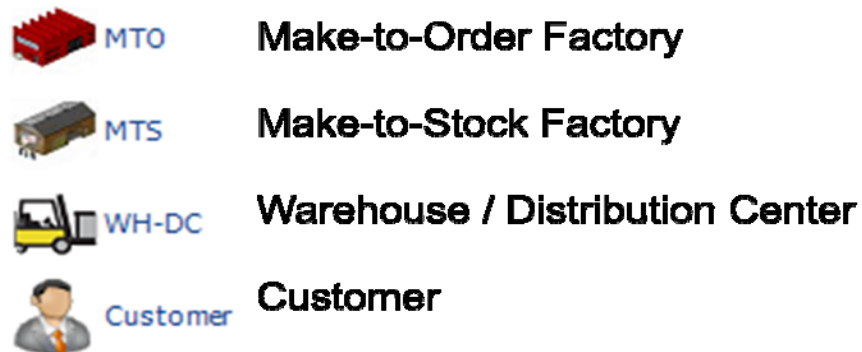 MTO Make-to-Order Factory
MTS Make-to-Stock Factory
WH-DC Warehouse / Distribution Center
Customer Customer